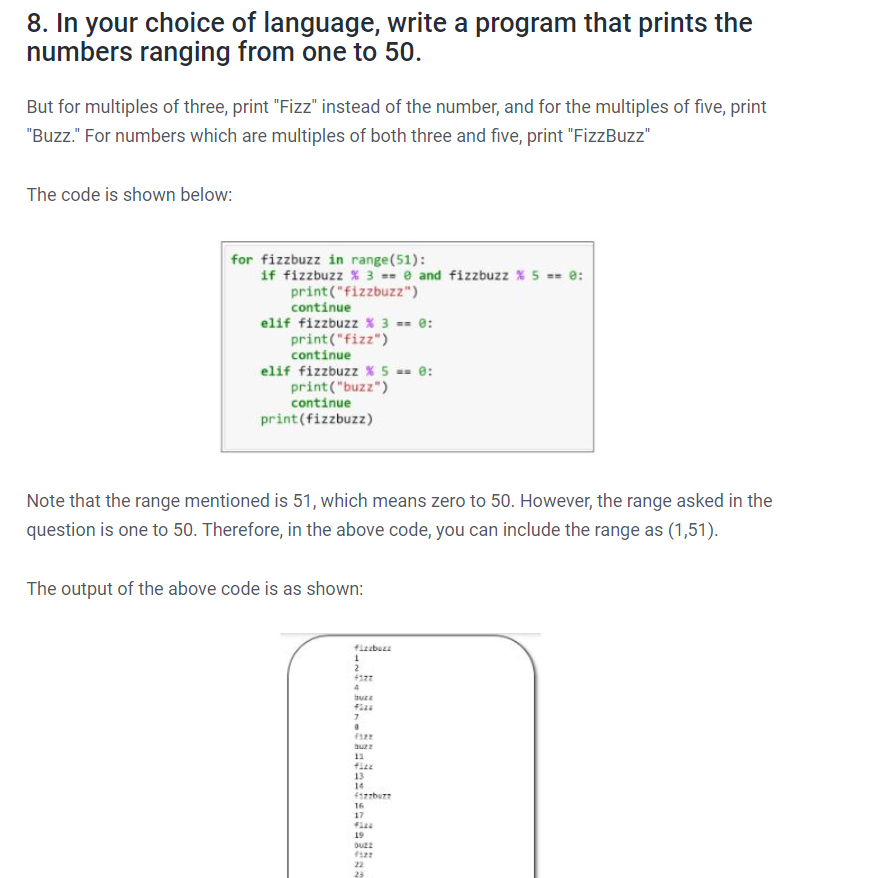 8. In your choice of language, write a program that prints the
numbers ranging from one to 50.
But for multiples of three, print "Fizz" instead of the number, and for the multiples of five, print
"Buzz." For numbers which are multiples of both three and five, print "FizzBuzz"
The code is shown below:
for fizzbuzz in range(51):
    if fizzbuzz % 3 == 0 and fizzbuzz % 5 == 0:
        print("fizzbuzz")
        continue
    elif fizzbuzz % 3 == 0:
        print("fizz")
        continue
    elif fizzbuzz % 5 == 0:
        print("buzz")
        continue
    print(fizzbuzz)
Note that the range mentioned is 51, which means zero to 50. However, the range asked in the
question is one to 50. Therefore, in the above code, you can include the range as (1,51).
The output of the above code is as shown:
fizzbuzz
1
2
fizz
4
buzz
fizz
7
8
fizz
buzz
11
fizz
13
14
fizzbuzz
16
17
fizz
19
buzz
fizz
22
23